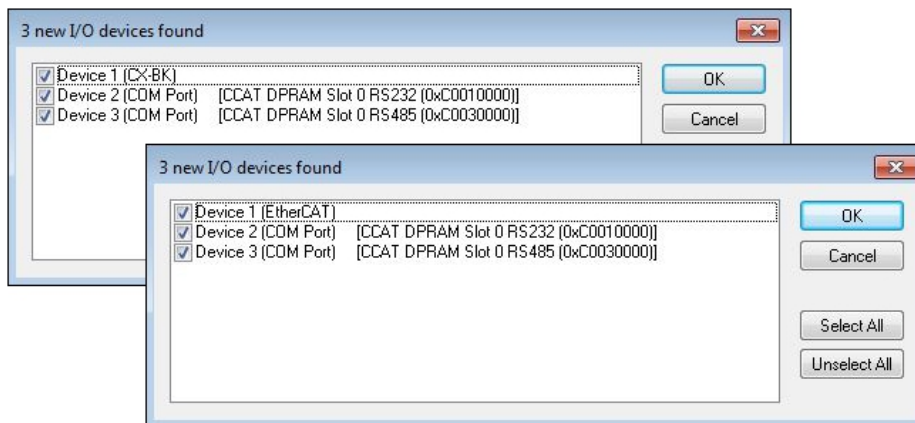 3 new I/O devices found
Device 1 (CX-BK)
Device 2 (COM Port) [CCAT DPRAM Slot 0 RS232 (0xC0010000)]
Device 3 (COM Port) [CCAT DPRAM Slot 0 RS485 (0xC0030000)]
OK
Cancel
3 new I/O devices found
Device 1 (EtherCAT)
Device 2 (COM Port) [CCAT DPRAM Slot 0 RS232 (0xC0010000)]
Device 3 (COM Port) [CCAT DPRAM Slot 0 RS485 (0xC0030000)]
OK
Cancel
Select All
Unselect All